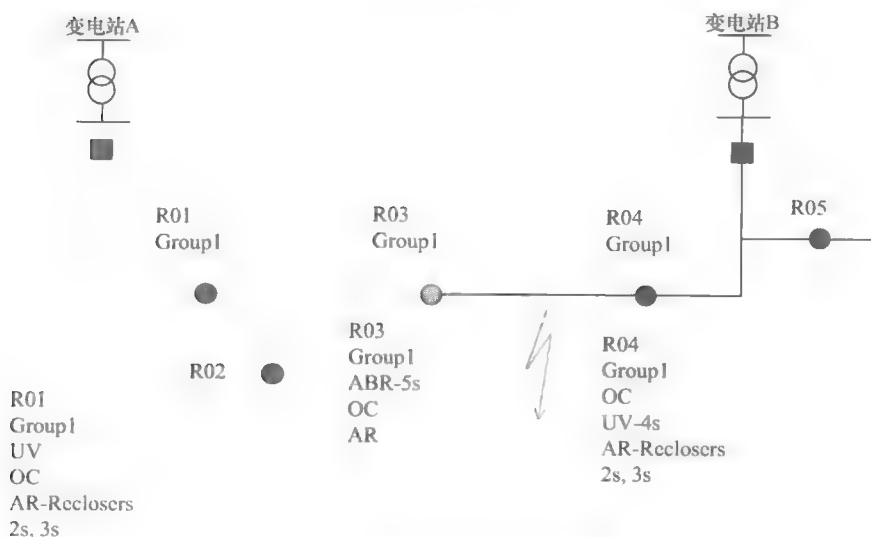 变电站A
变电站B
R01
Group1
R03
Group1
R04
Group1
R05
R02
R03
Group1
ABR-5s
OC
AR
R04
Group1
OC
UV-4s
AR-Reclosers
2s, 3s
R01
Group1
UV
OC
AR-Reclosers
2s, 3s